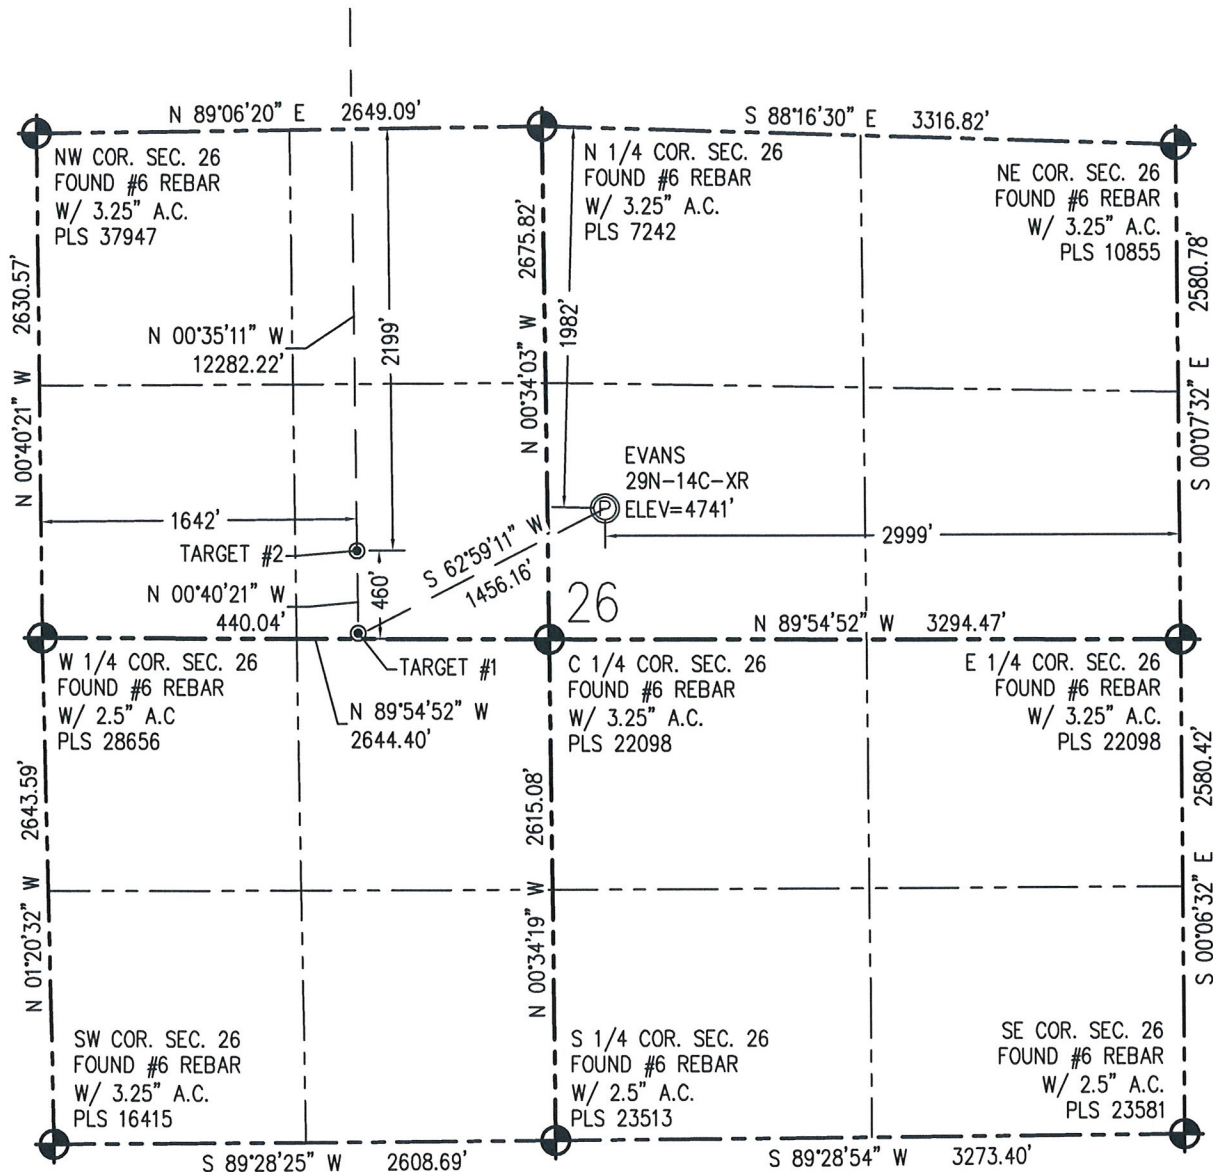 N 89°06'20" E 2649.09'
S 88°16'30" E 3316.82'
NW COR. SEC. 26
FOUND #6 REBAR
W/ 3.25" A.C.
PLS 37947
N 1/4 COR. SEC. 26
FOUND #6 REBAR
W/ 3.25" A.C.
PLS 7242
NE COR. SEC. 26
FOUND #6 REBAR
W/ 3.25" A.C.
PLS 10855
N 00°40'21" W 2630.57'
N 00°35'11" W
12282.22'
2199'
N 00°34'03" W 2675.82'
1982'
S 00°07'32" E 2580.78'
EVANS
29N-14C-XR
ELEV=4741'
P
1642'
TARGET #2
2999'
S 62°59'11" W
1456.16'
N 00°40'21" W
440.04'
460'
26
N 89°54'52" W 3294.47'
TARGET #1
W 1/4 COR. SEC. 26
FOUND #6 REBAR
W/ 2.5" A.C
PLS 28656
N 89°54'52" W
2644.40'
C 1/4 COR. SEC. 26
FOUND #6 REBAR
W/ 3.25" A.C.
PLS 22098
E 1/4 COR. SEC. 26
FOUND #6 REBAR
W/ 3.25" A.C.
PLS 22098
N 01°20'32" W 2643.59'
N 00°34'19" W 2615.08'
S 00°06'32" E 2580.42'
SW COR. SEC. 26
FOUND #6 REBAR
W/ 3.25" A.C.
PLS 16415
S 1/4 COR. SEC. 26
FOUND #6 REBAR
W/ 2.5" A.C.
PLS 23513
SE COR. SEC. 26
FOUND #6 REBAR
W/ 2.5" A.C.
PLS 23581
S 89°28'25" W 2608.69'
S 89°28'54" W 3273.40'